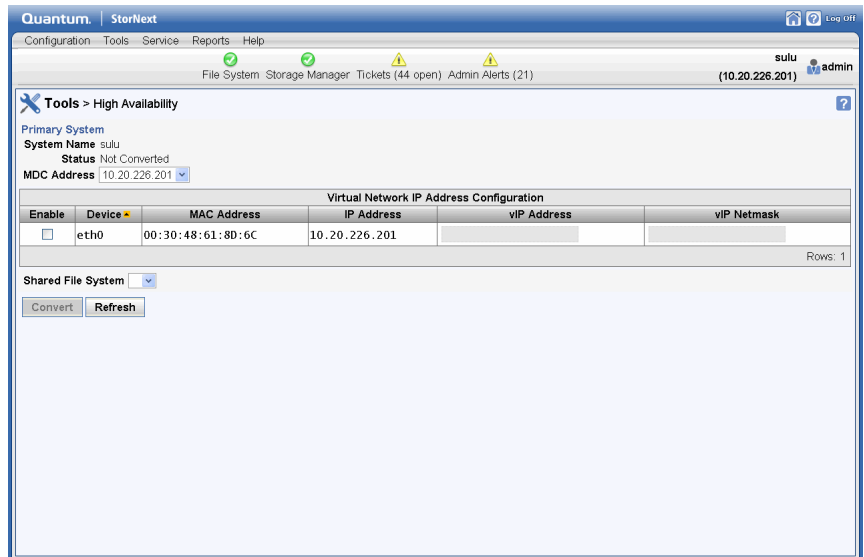 Quantum. StorNext Log Off
Configuration Tools Service Reports Help
File System Storage Manager Tickets (44 open) Admin Alerts (21)
sulu
(10.20.226.201)
admin
Tools > High Availability
Primary System
System Name sulu
Status Not Converted
MDC Address 10.20.226.201
Virtual Network IP Address Configuration
Enable Device MAC Address IP Address vIP Address vIP Netmask
eth0 00:30:48:61:8D:6C 10.20.226.201
Rows: 1
Shared File System
Convert Refresh